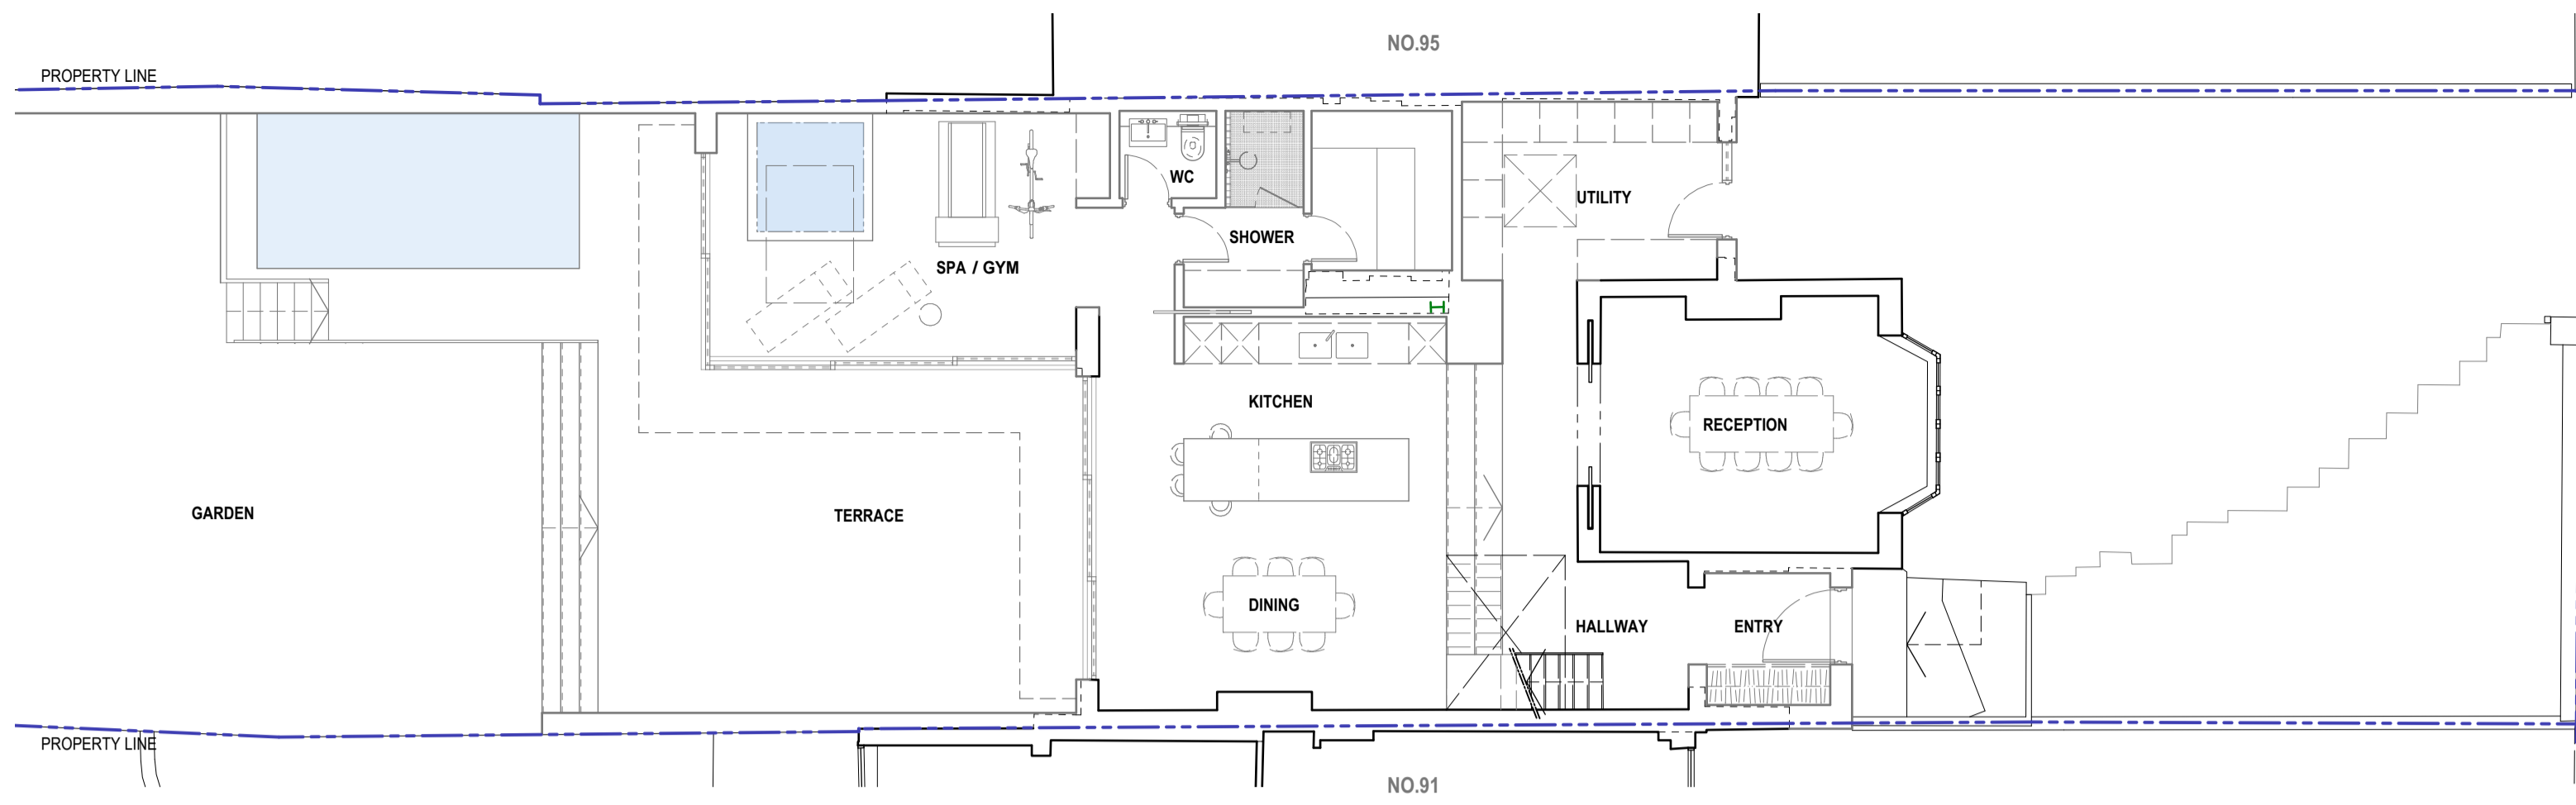 NO.95
PROPERTY LINE
WC
UTILITY
SHOWER
SPA / GYM
KITCHEN
RECEPTION
GARDEN
TERRACE
DINING
HALLWAY
ENTRY
PROPERTY LINE
NO.91